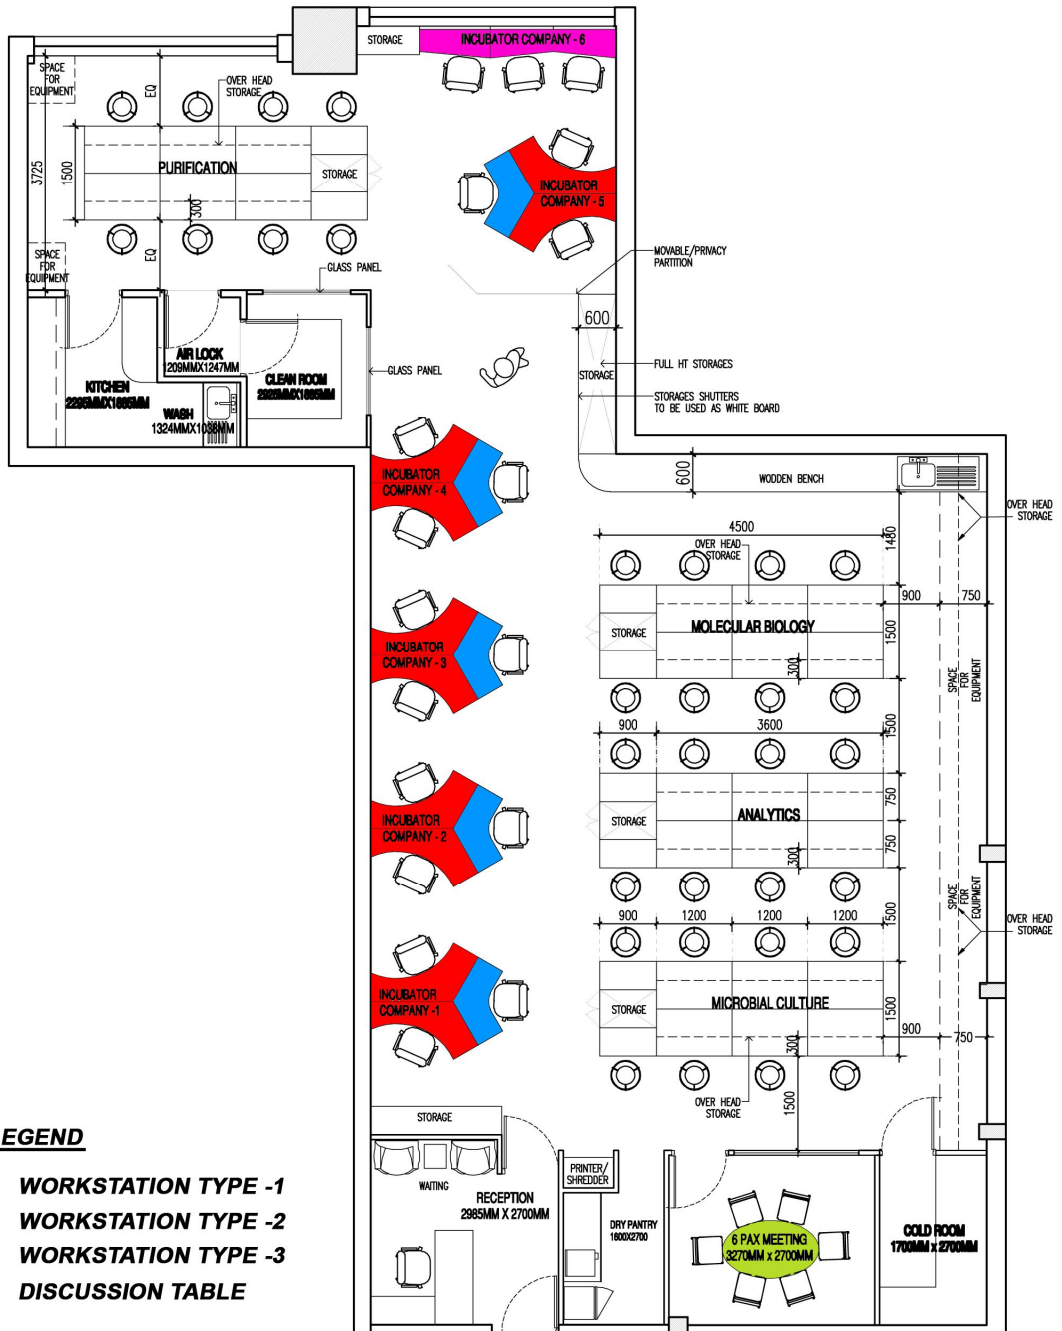 STORAGE
INCUBATOR COMPANY - 6
SPACE
FOR
EQUIPMENT
EQ
OVER HEAD
STORAGE
3725
1500
PURIFICATION
STORAGE
300
INCUBATOR
COMPANY - 5
SPACE
FOR
EQUIPMENT
EQ
GLASS PANEL
MOVABLE/PRIVACY
PARTITION
600
AIR LOCK
1209MMX1247MM
GLASS PANEL
CLEAN ROOM
2925MMX1885MM
KITCHEN
2295MMX1885MM
WASH
1324MMX1038MM
FULL HT STORAGES
STORAGE
STORAGES SHUTTERS
TO BE USED AS WHITE BOARD
INCUBATOR
COMPANY - 4
600
WODDEN BENCH
OVER HEAD
STORAGE
4500
1480
OVER HEAD
STORAGE
900
750
STORAGE
MOLECULAR BIOLOGY
1500
300
INCUBATOR
COMPANY - 3
SPACE
FOR
EQUIPMENT
900
3600
1500
STORAGE
ANALYTICS
750
750
300
INCUBATOR
COMPANY - 2
SPACE
FOR
EQUIPMENT
900
1200
1200
1200
1500
OVER HEAD
STORAGE
INCUBATOR
COMPANY -1
STORAGE
MICROBIAL CULTURE
1500
300
900
750
OVER HEAD
STORAGE
1500
STORAGE
WAITING
RECEPTION
2985MM X 2700MM
PRINTER/
SHREDDER
DRY PANTRY
1600X2700
6 PAX MEETING
3270MM x 2700MM
COLD ROOM
1700MM x 2700MM
EGEND
WORKSTATION TYPE -1
WORKSTATION TYPE -2
WORKSTATION TYPE -3
DISCUSSION TABLE